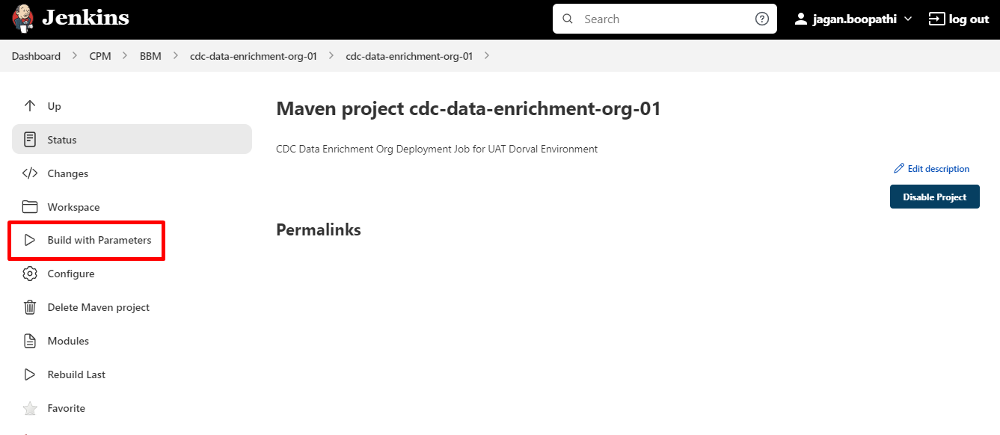 Jenkins
Search
jagan.boopathi
log out
Dashboard > CPM > BBM > cdc-data-enrichment-org-01 > cdc-data-enrichment-org-01 >
Up
Status
Changes
Workspace
Build with Parameters
Configure
Delete Maven project
Modules
Rebuild Last
Favorite
Maven project cdc-data-enrichment-org-01
CDC Data Enrichment Org Deployment Job for UAT Dorval Environment
Edit description
Disable Project
Permalinks